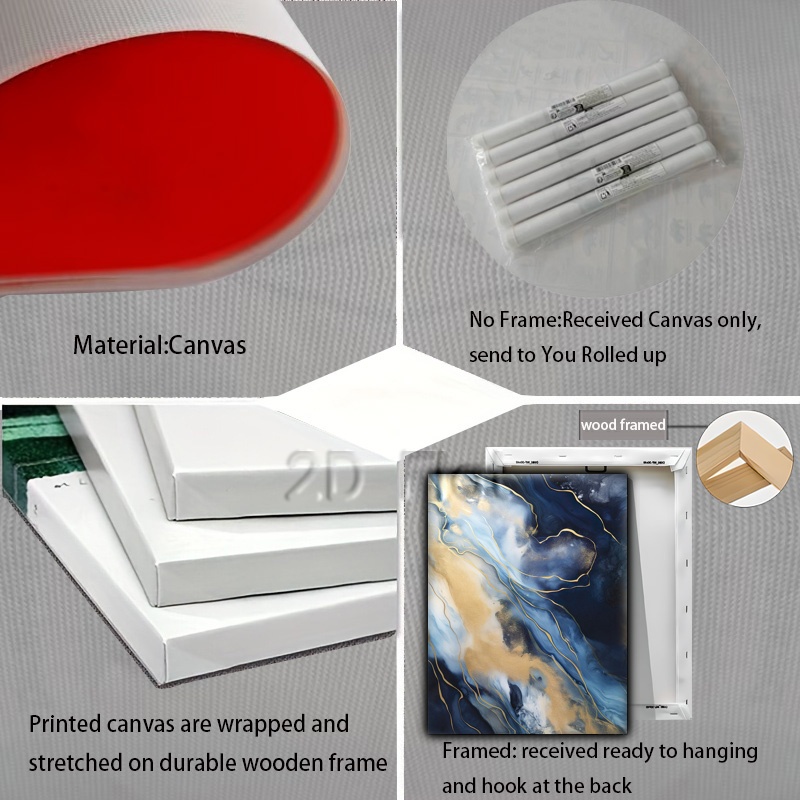 Material:Canvas
No Frame:Received Canvas only,
send to You Rolled up
2D
wood framed
Printed canvas are wrapped and
stretched on durable wooden frame
Framed: received ready to hanging
and hook at the back